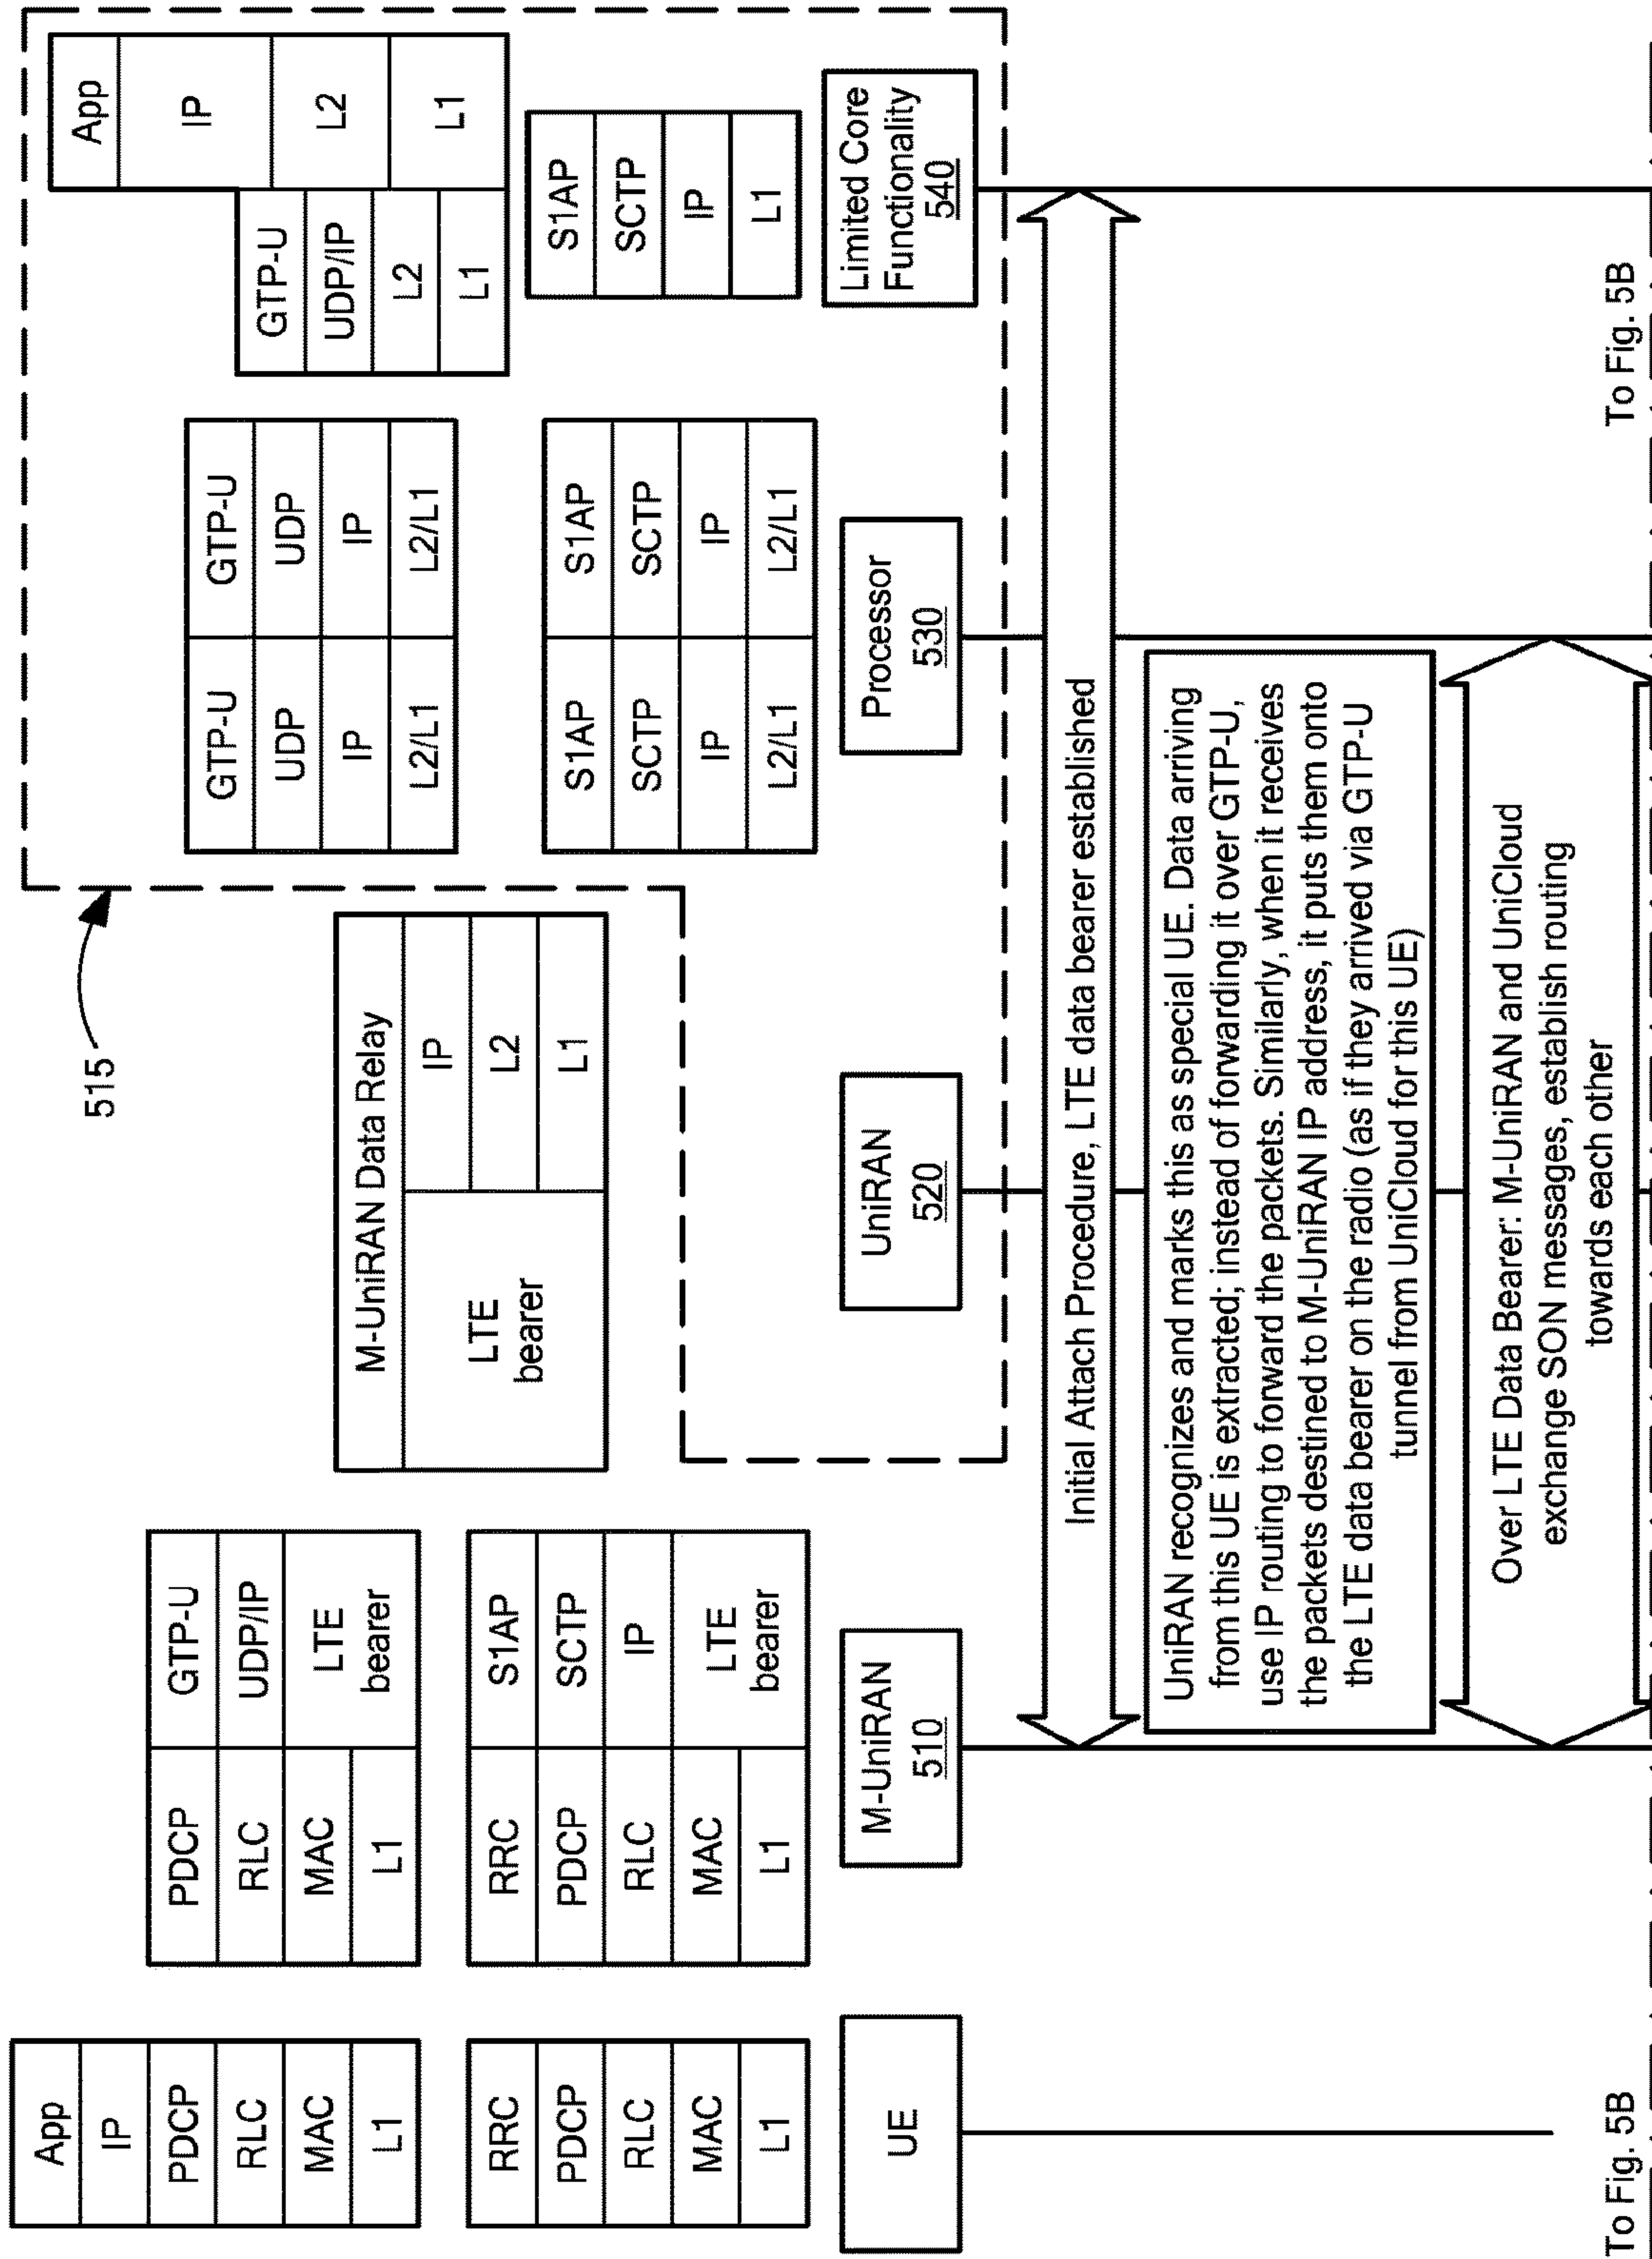 515
App
IP
PDCP
RLC
MAC
L1
RRC
PDCP
RLC
MAC
L1
UE
PDCP
RLC
MAC
L1
GTP-U
UDP/IP
LTE
bearer
RRC
PDCP
RLC
MAC
L1
S1AP
SCTP
IP
LTE
bearer
M-UniRAN
510
M-UniRAN Data Relay
LTE
bearer
IP
L2
L1
UniRAN
520
GTP-U
UDP
IP
L2/L1
GTP-U
UDP
IP
L2/L1
S1AP
SCTP
IP
L2/L1
S1AP
SCTP
IP
L2/L1
Processor
530
GTP-U
UDP/IP
L2
L1
App
IP
L2
L1
S1AP
SCTP
IP
L1
Limited Core
Functionality
540
Initial Attach Procedure, LTE data bearer established
UniRAN recognizes and marks this as special UE. Data arriving
from this UE is extracted; instead of forwarding it over GTP-U,
use IP routing to forward the packets. Similarly, when it receives
the packets destined to M-UniRAN IP address, it puts them onto
the LTE data bearer on the radio (as if they arrived via GTP-U
tunnel from UniCloud for this UE)
Over LTE Data Bearer: M-UniRAN and UniCloud
exchange SON messages, establish routing
towards each other
To Fig. 5B
To Fig. 5B